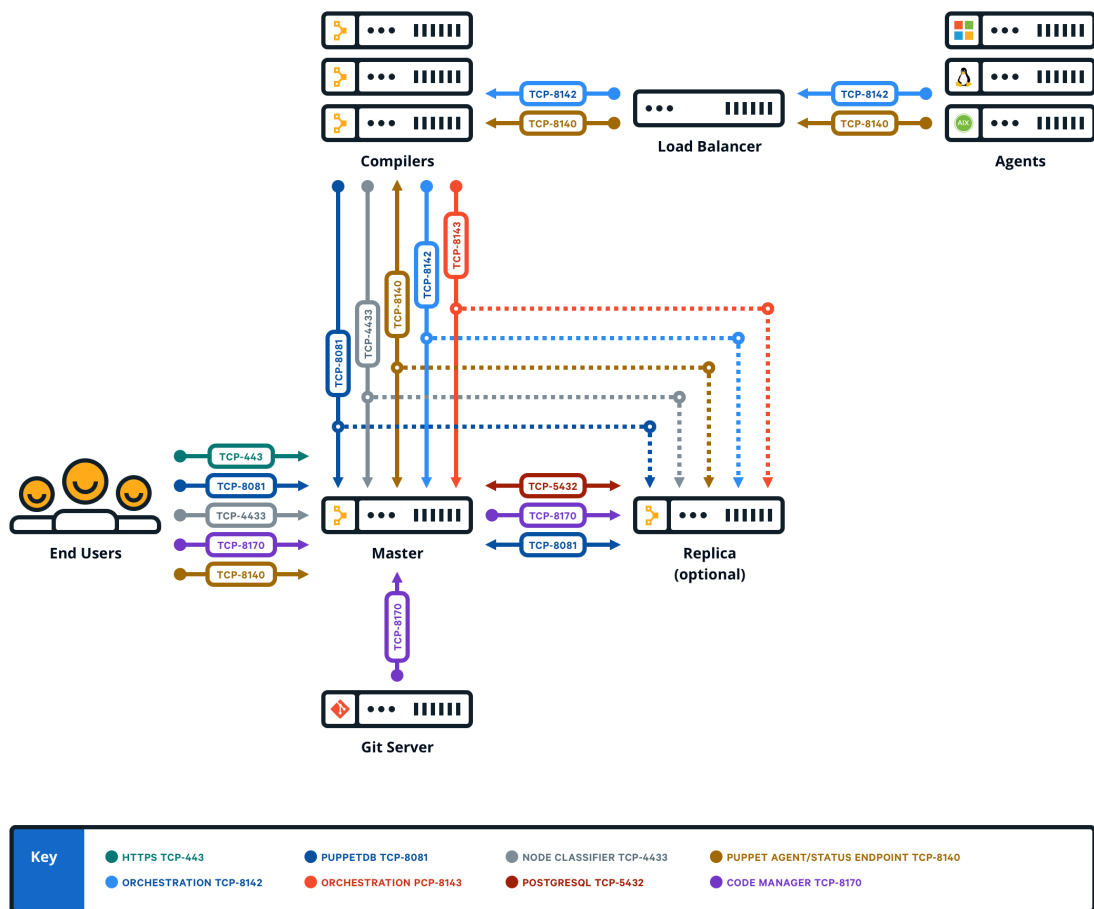 TCP-8142
TCP-8142
TCP-8140
TCP-8140
AIX
Compilers
Load Balancer
Agents
TCP-8081
TCP-4433
TCP-8140
TCP-8142
TCP-8143
TCP-443
TCP-8081
TCP-4433
TCP-8170
TCP-8140
End Users
Master
TCP-5432
TCP-8170
TCP-8081
Replica
(optional)
TCP-8170
Git Server
Key
HTTPS TCP-443
PUPPETDB TCP-8081
NODE CLASSIFIER TCP-4433
PUPPET AGENT/STATUS ENDPOINT TCP-8140
ORCHESTRATION TCP-8142
ORCHESTRATION PCP-8143
POSTGRESQL TCP-5432
CODE MANAGER TCP-8170